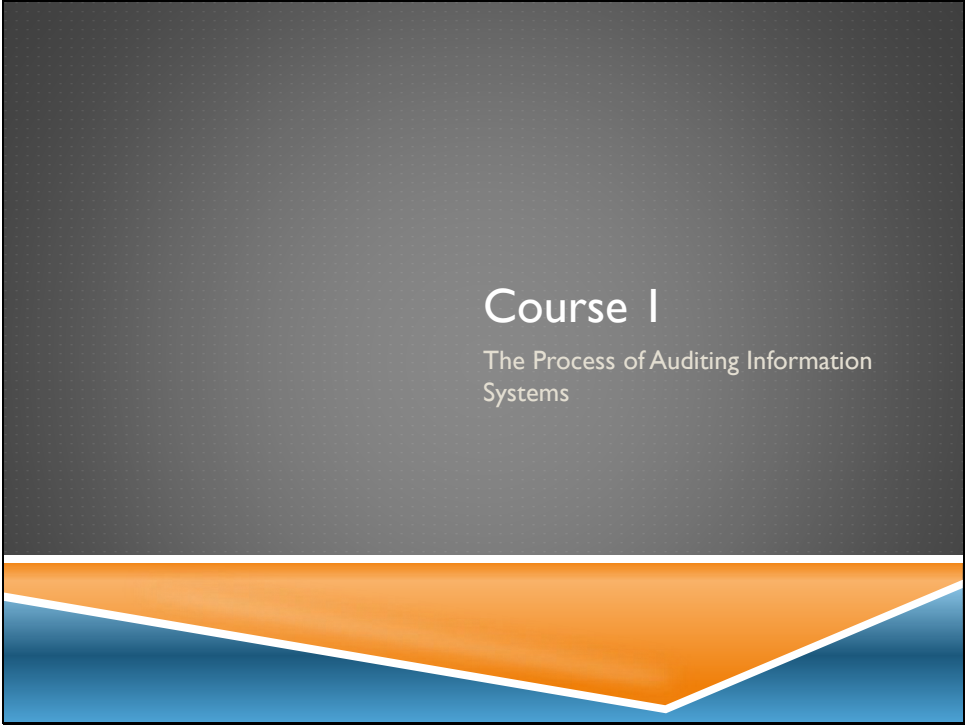 Course 1
The Process of Auditing Information
Systems